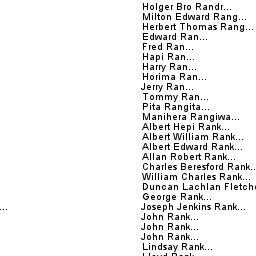 Holger Bro Randr...
Milton Edward Rang...
Herbert Thomas Rang...
Edward Ran...
Fred Ran...
Hapi Ran...
Harry Ran...
Horima Ran...
Jerry Ran...
Tommy Ran...
Pita Rangita...
Manihera Rangiwa...
Albert Hepi Rank...
Albert William Rank...
Albert Edward Rank...
Allan Robert Rank...
Charles Beresford Rank...
William Charles Rank...
Duncan Lachlan Fletch
George Rank...
...
Joseph Jenkins Rank...
John Rank...
John Rank...
John Rank...
Lindsay Rank...